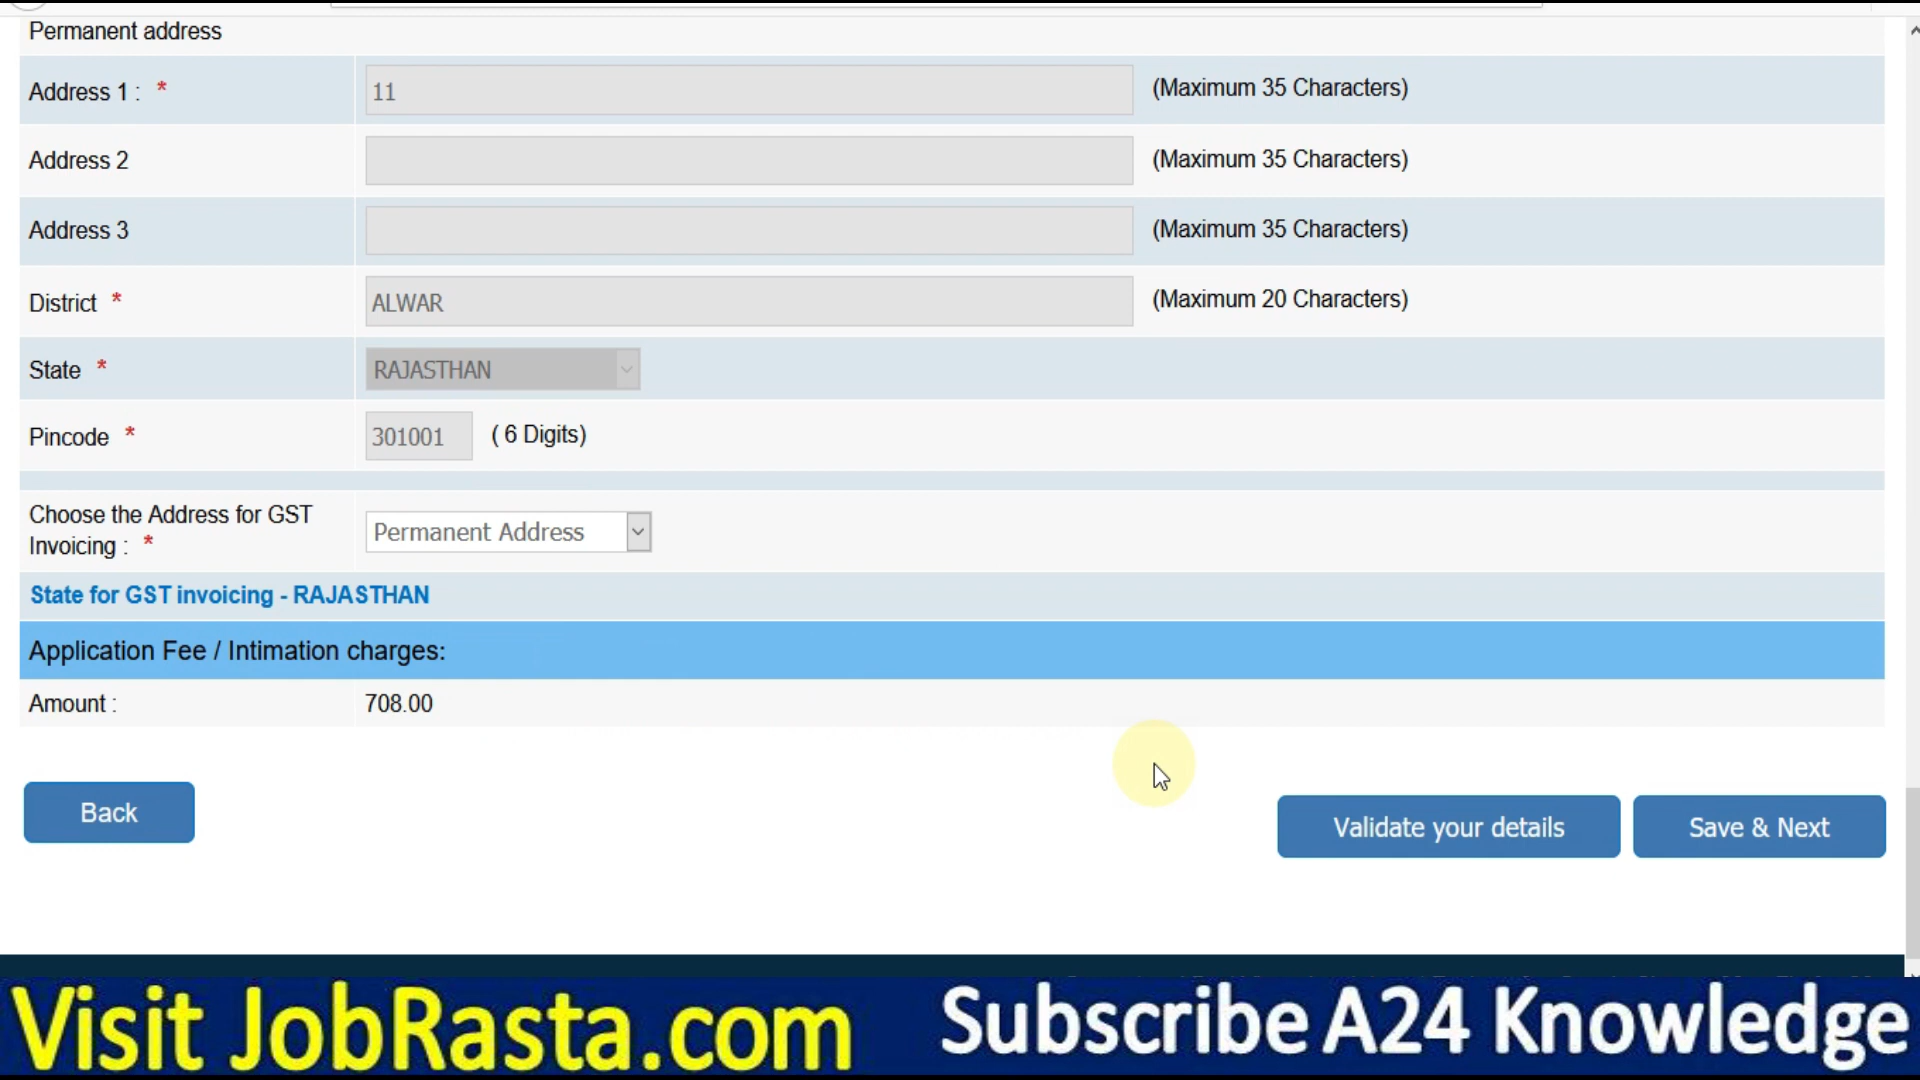 Permanent address
Address 1 : * 11 (Maximum 35 Characters)
Address 2 (Maximum 35 Characters)
Address 3 (Maximum 35 Characters)
District * ALWAR (Maximum 20 Characters)
State * RAJASTHAN
Pincode * 301001 ( 6 Digits)
Choose the Address for GST
Invoicing : * Permanent Address
State for GST invoicing - RAJASTHAN
Application Fee / Intimation charges:
Amount : 708.00
Back
Validate your details
Save & Next
Visit JobRasta.com
Subscribe A24 Knowledge